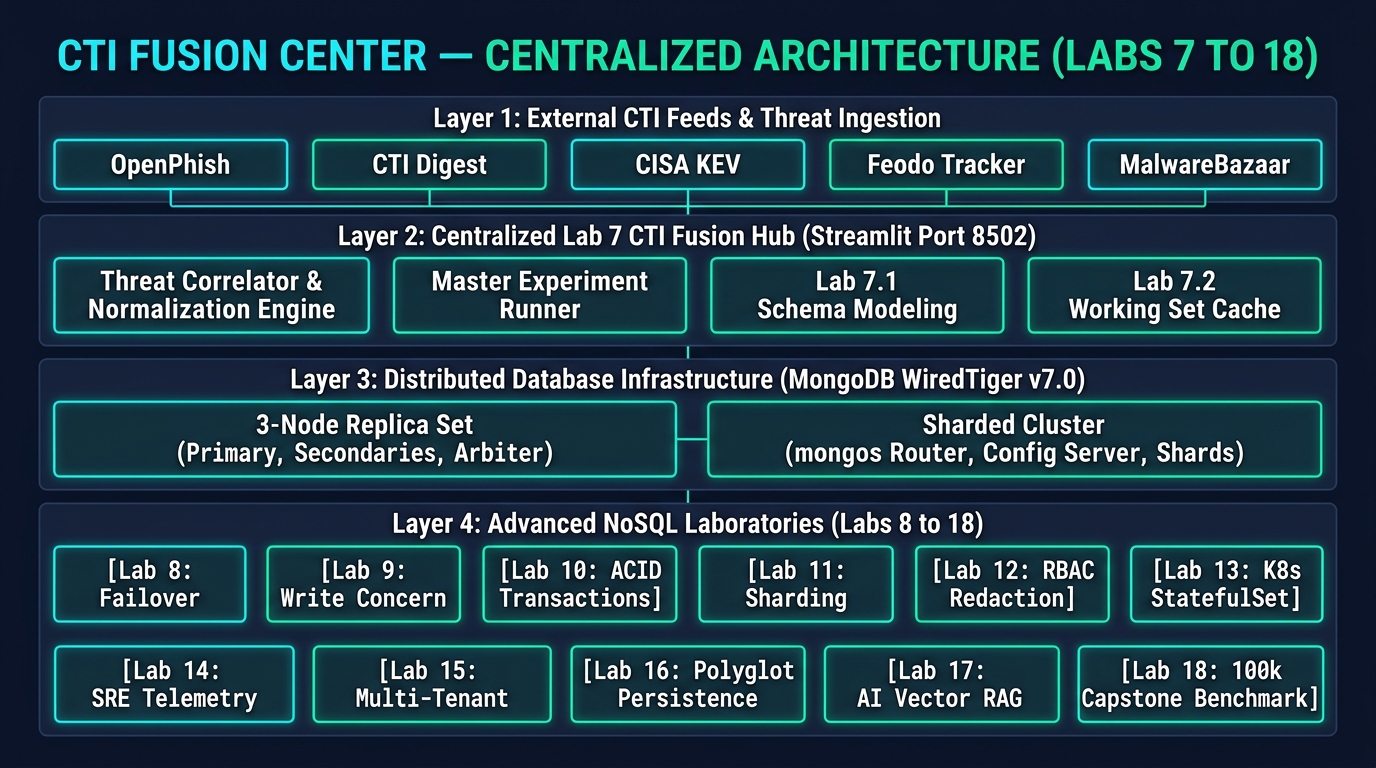 CTI FUSION CENTER — CENTRALIZED ARCHITECTURE (LABS 7 TO 18)
Layer 1: External CTI Feeds & Threat Ingestion
OpenPhish
CTI Digest
CISA KEV
Feodo Tracker
MalwareBazaar
Layer 2: Centralized Lab 7 CTI Fusion Hub (Streamlit Port 8502)
Threat Correlator &
Normalization Engine
Master Experiment
Runner
Lab 7.1
Schema Modeling
Lab 7.2
Working Set Cache
Layer 3: Distributed Database Infrastructure (MongoDB WiredTiger v7.0)
3-Node Replica Set
(Primary, Secondaries, Arbiter)
Sharded Cluster
(mongos Router, Config Server, Shards)
Layer 4: Advanced NoSQL Laboratories (Labs 8 to 18)
[Lab 8:
Failover
[Lab 9:
Write Concern
[Lab 10: ACID
Transactions]
[Lab 11:
Sharding
[Lab 12: RBAC
Redaction]
[Lab 13: K8s
StatefulSet]
[Lab 14:
SRE Telemetry
[Lab 15:
Multi-Tenant
[Lab 16: Polyglot
Persistence
[Lab 17:
AI Vector RAG
[Lab 18: 100k
Capstone Benchmark]